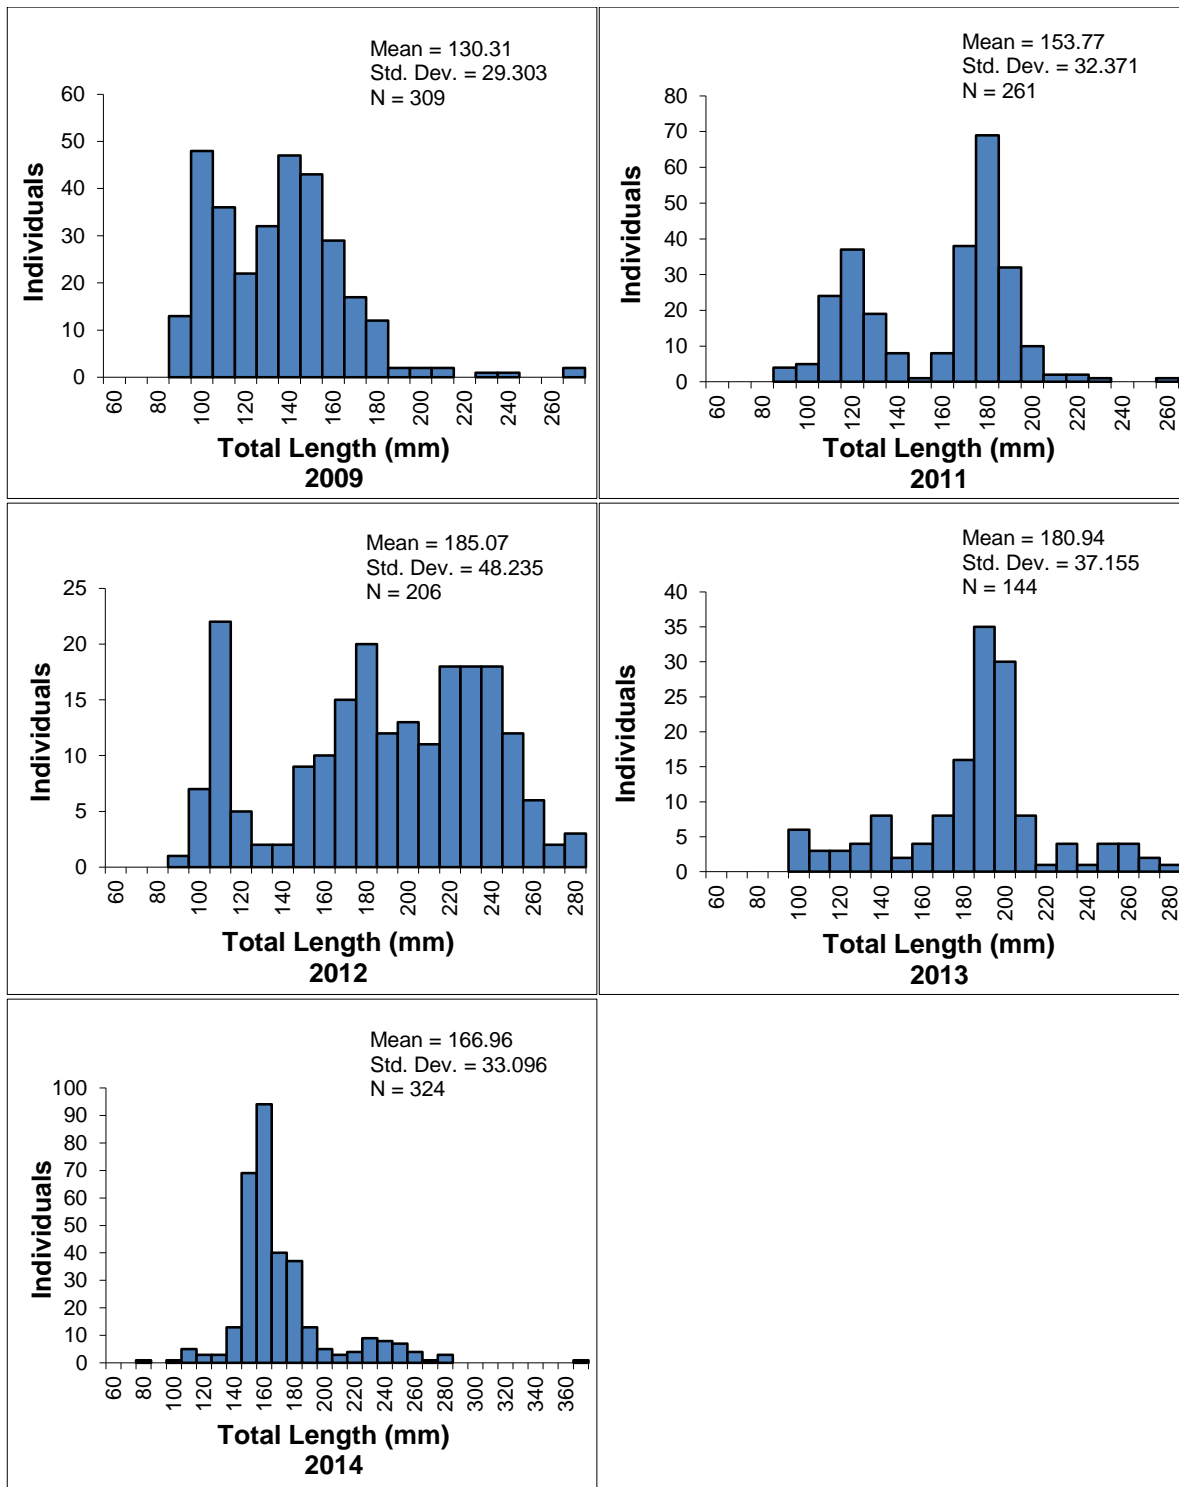 Mean = 130.31
Std. Dev. = 29.303
N = 309
60
50
40
30
20
10
0
Individuals
60 80 100 120 140 160 180 200 220 240 260
Total Length (mm)
2009
Mean = 153.77
Std. Dev. = 32.371
N = 261
80
70
60
50
40
30
20
10
0
Individuals
60 80 100 120 140 160 180 200 220 240 260
Total Length (mm)
2011
Mean = 185.07
Std. Dev. = 48.235
N = 206
25
20
15
10
5
0
Individuals
60 80 100 120 140 160 180 200 220 240 260 280
Total Length (mm)
2012
Mean = 180.94
Std. Dev. = 37.155
N = 144
40
35
30
25
20
15
10
5
0
Individuals
60 80 100 120 140 160 180 200 220 240 260 280
Total Length (mm)
2013
Mean = 166.96
Std. Dev. = 33.096
N = 324
100
90
80
70
60
50
40
30
20
10
0
Individuals
60 80 100 120 140 160 180 200 220 240 260 280 300 320 340 360
Total Length (mm)
2014